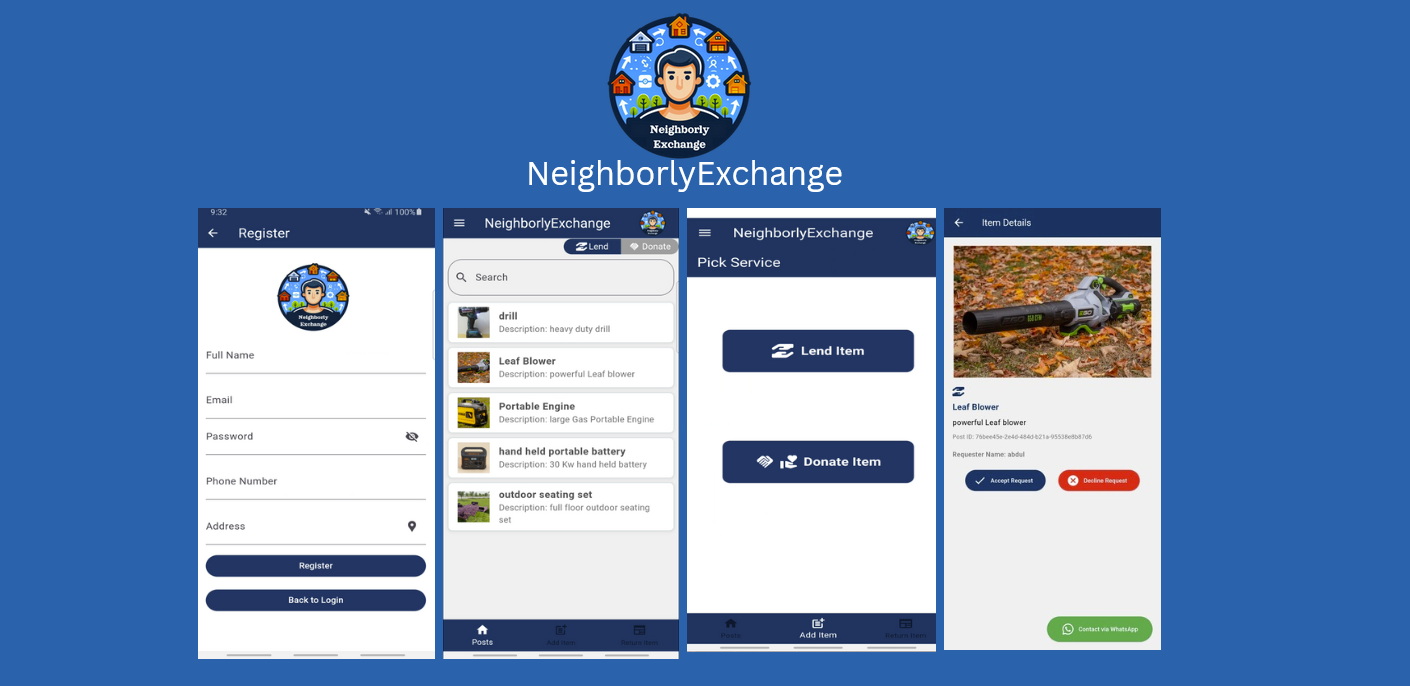 Neighborly
Exchange
NeighborlyExchange
9:32
100%
Register
Neighborly
Exchange
Full Name
Email
Password
Phone Number
Address
Register
Back to Login
NeighborlyExchange
Lend
Donate
Search
drill
Description: heavy duty drill
Leaf Blower
Description: powerful Leaf blower
Portable Engine
Description: large Gas Portable Engine
hand held portable battery
Description: 30 Kw hand held battery
outdoor seating set
Description: full floor outdoor seating
set
Posts
Add Item
Return Item
NeighborlyExchange
Pick Service
Lend Item
Donate Item
Posts
Add Item
Return Item
Item Details
EGO
Leaf Blower
powerful Leaf blower
Post ID: 76bee45e-2e4d-484d-b21a-95538e8b87d6
Requester Name: abdul
Accept Request
Decline Request
Contact via WhatsApp